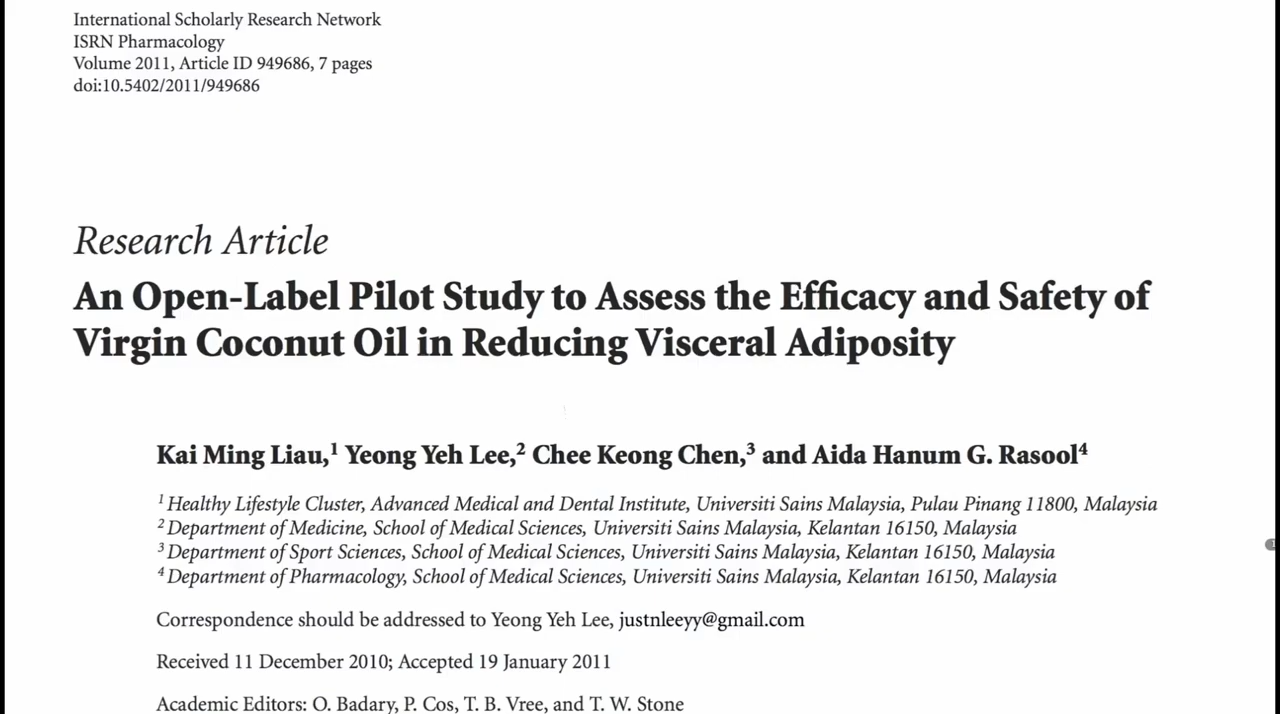 International Scholarly Research Network
ISRN Pharmacology
Volume 2011, Article ID 949686, 7 pages
doi:10.5402/2011/949686
Research Article
An Open-Label Pilot Study to Assess the Efficacy and Safety of
Virgin Coconut Oil in Reducing Visceral Adiposity
Kai Ming Liau,¹ Yeong Yeh Lee,² Chee Keong Chen,³ and Aida Hanum G. Rasool⁴
¹ Healthy Lifestyle Cluster, Advanced Medical and Dental Institute, Universiti Sains Malaysia, Pulau Pinang 11800, Malaysia
² Department of Medicine, School of Medical Sciences, Universiti Sains Malaysia, Kelantan 16150, Malaysia
³ Department of Sport Sciences, School of Medical Sciences, Universiti Sains Malaysia, Kelantan 16150, Malaysia
⁴ Department of Pharmacology, School of Medical Sciences, Universiti Sains Malaysia, Kelantan 16150, Malaysia
Correspondence should be addressed to Yeong Yeh Lee, justnleeyy@gmail.com
Received 11 December 2010; Accepted 19 January 2011
Academic Editors: O. Badary, P. Cos, T. B. Vree, and T. W. Stone